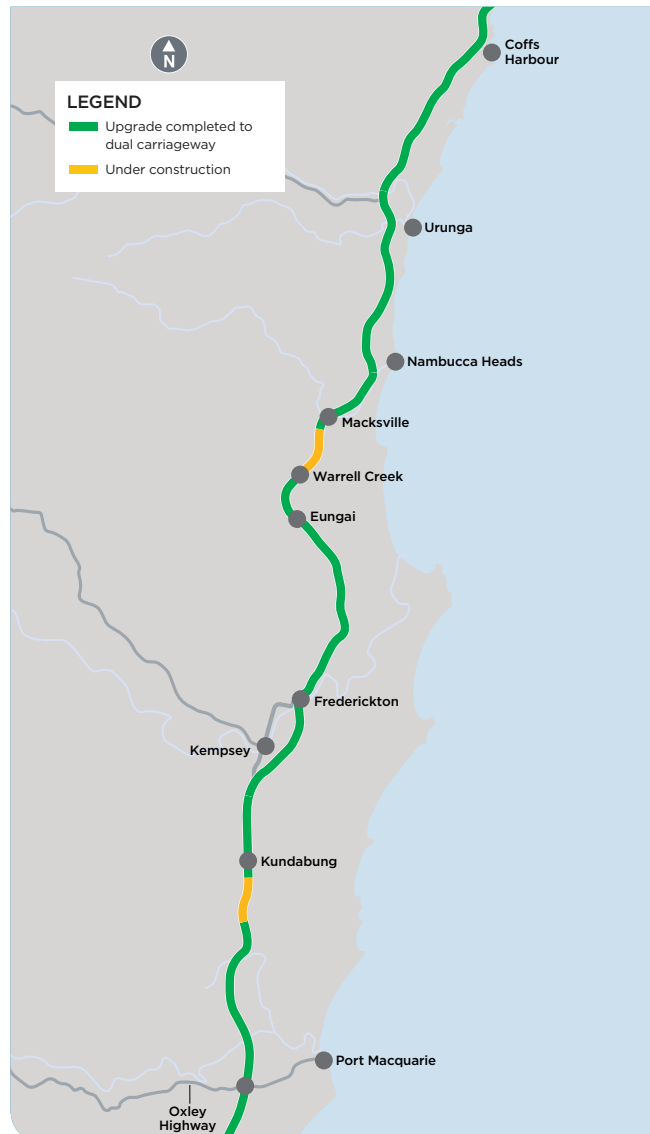 Coffs
Harbour
N
LEGEND
Upgrade completed to
dual carriageway
Under construction
Urunga
Nambucca Heads
Macksville
Warrell Creek
Eungai
Frederickton
Kempsey
Kundabung
Port Macquarie
Oxley
Highway